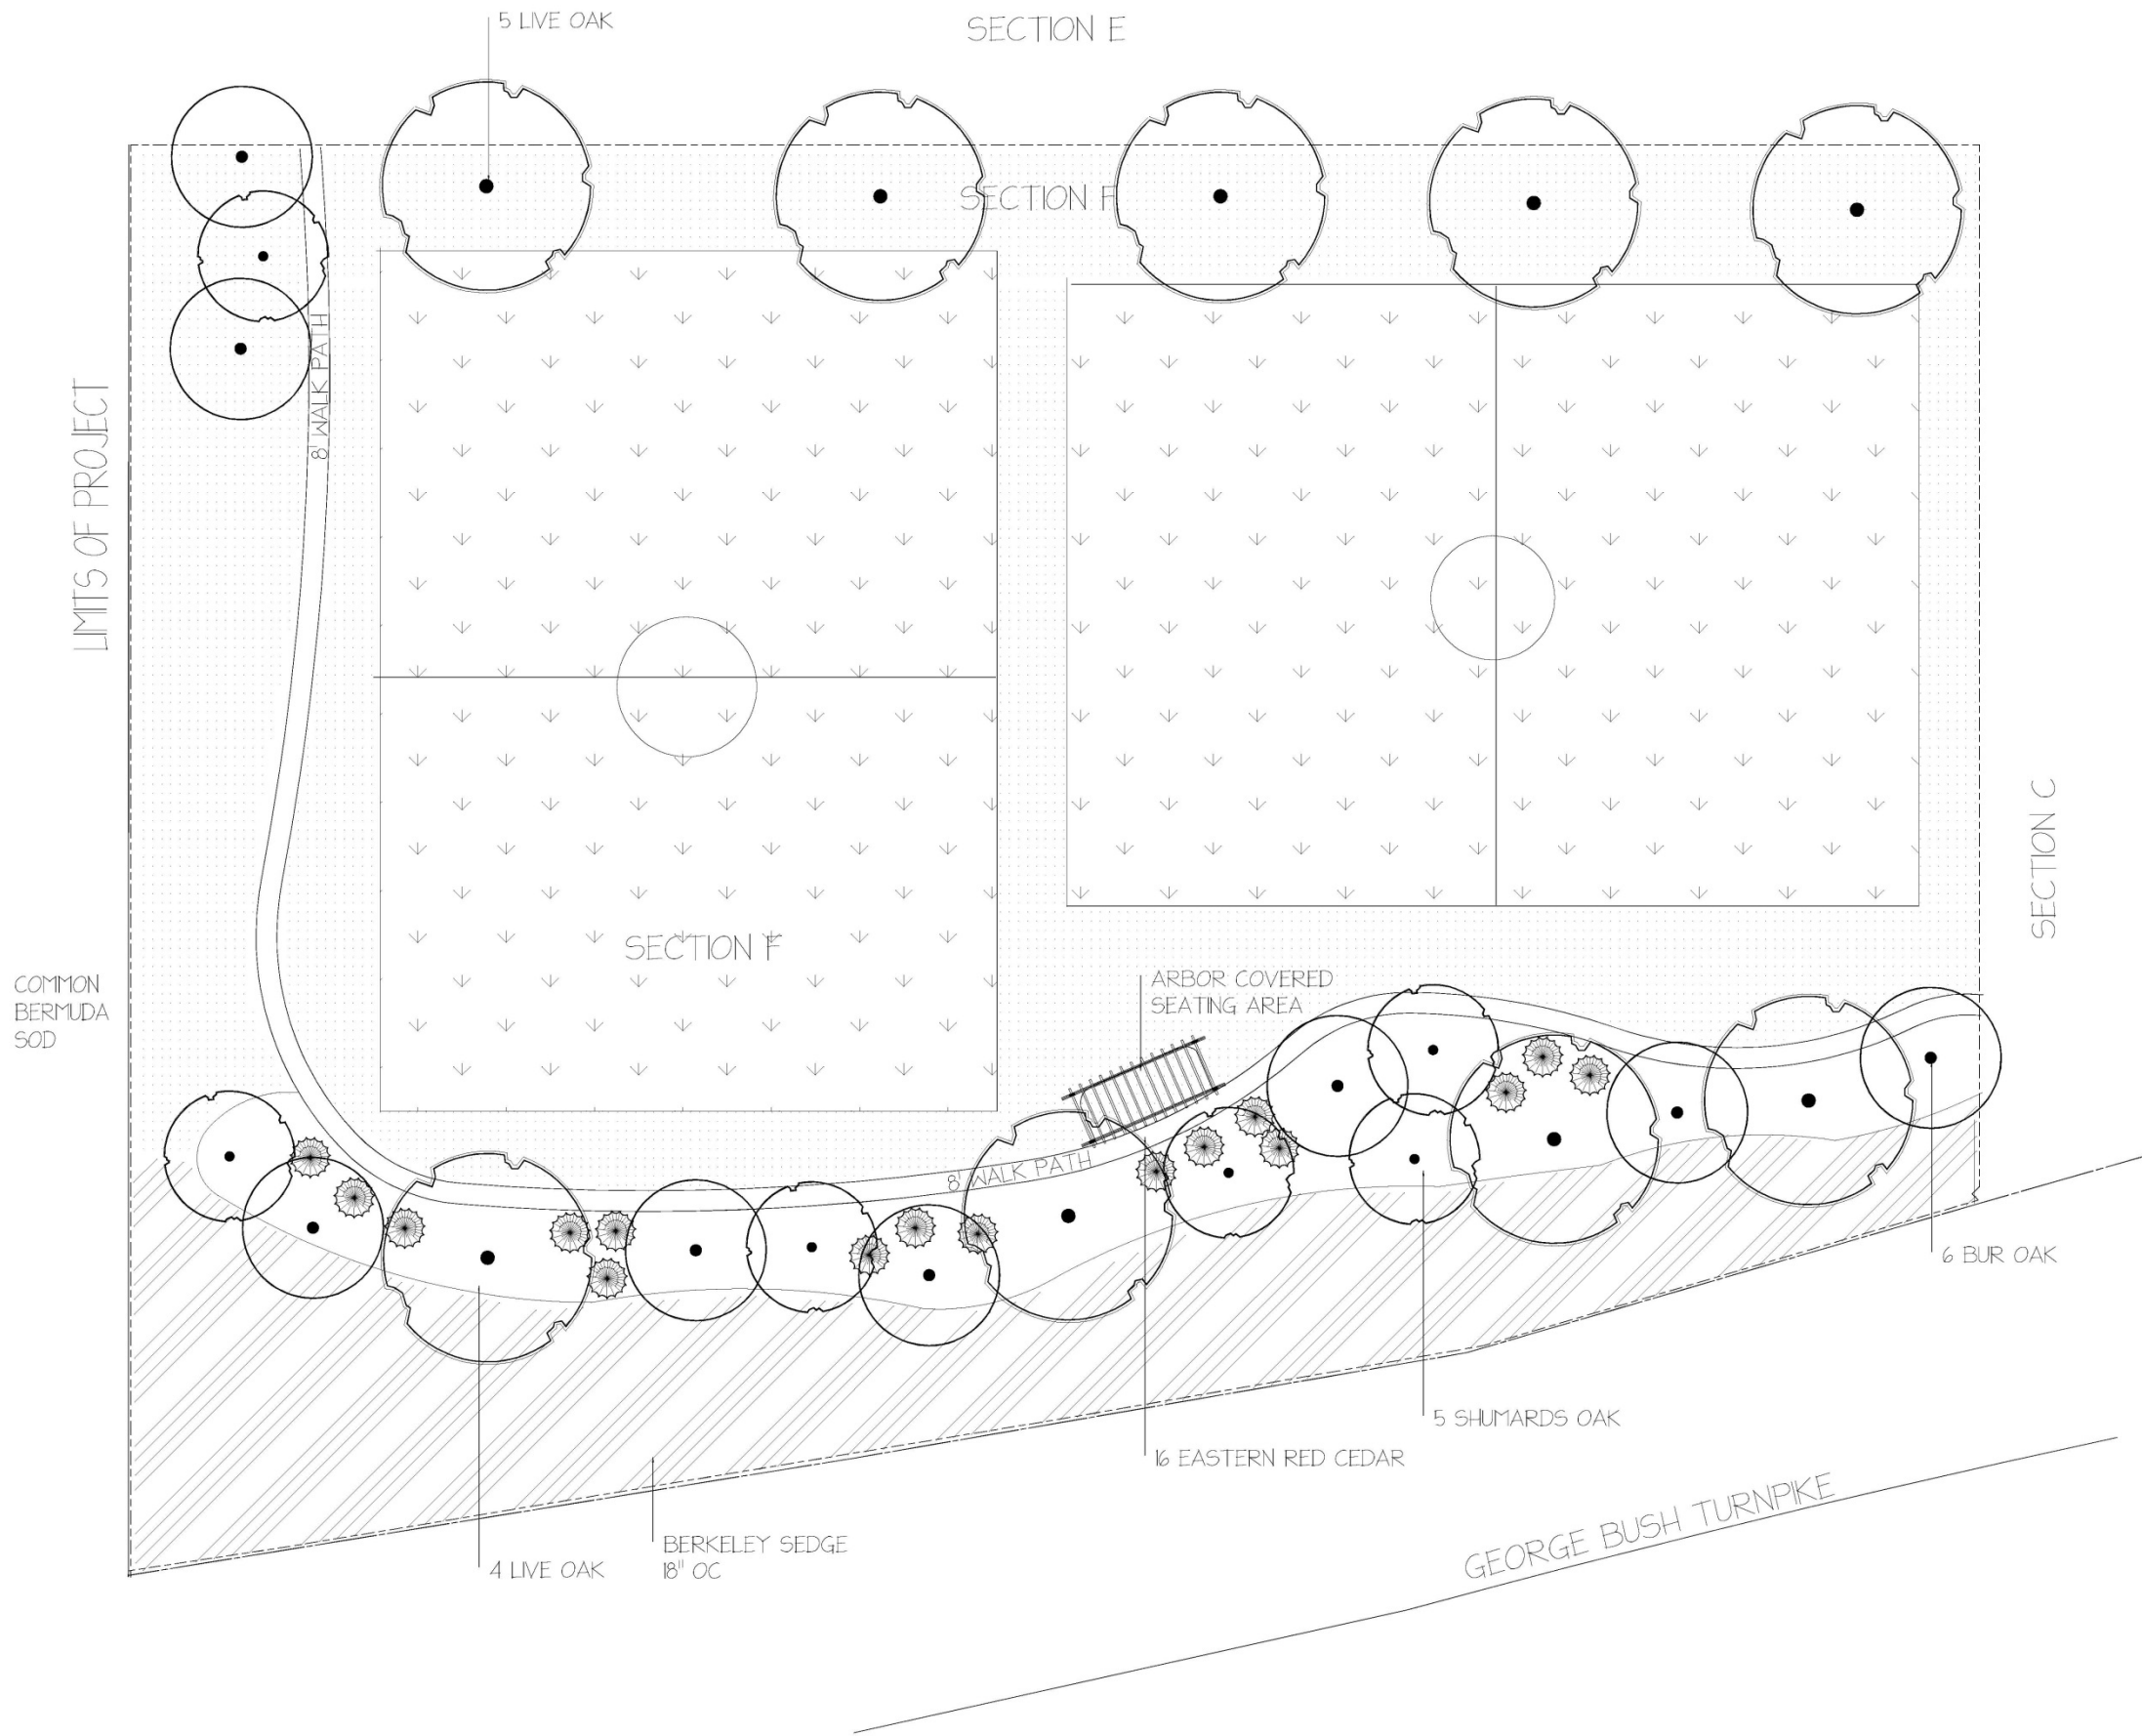 5 LIVE OAK
SECTION E
SECTION F
8' WALK PATH
LIMITS OF PROJECT
SECTION C
SECTION F
COMMON
BERMUDA
SOD
ARBOR COVERED
SEATING AREA
8' WALK PATH
6 BUR OAK
5 SHUMARDS OAK
16 EASTERN RED CEDAR
BERKELEY SEDGE
18" OC
4 LIVE OAK
GEORGE BUSH TURNPIKE